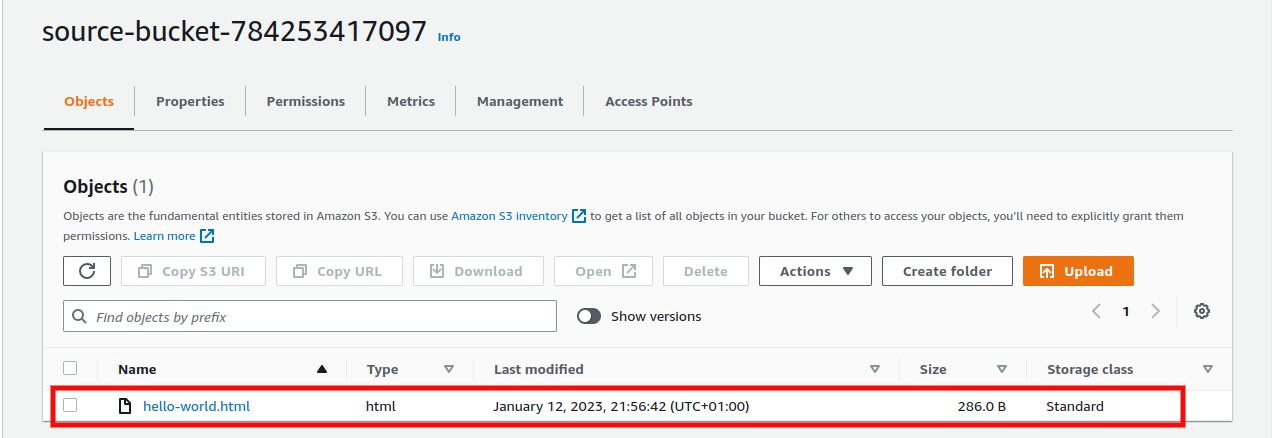 source-bucket-784253417097 Info
Objects Properties Permissions Metrics Management Access Points
Objects (1)
Objects are the fundamental entities stored in Amazon S3. You can use Amazon S3 inventory to get a list of all objects in your bucket. For others to access your objects, you'll need to explicitly grant them
permissions. Learn more
Copy S3 URI Copy URL Download Open Delete Actions Create folder Upload
Find objects by prefix Show versions 1
Name Type Last modified Size Storage class
hello-world.html html January 12, 2023, 21:56:42 (UTC+01:00) 286.0 B Standard